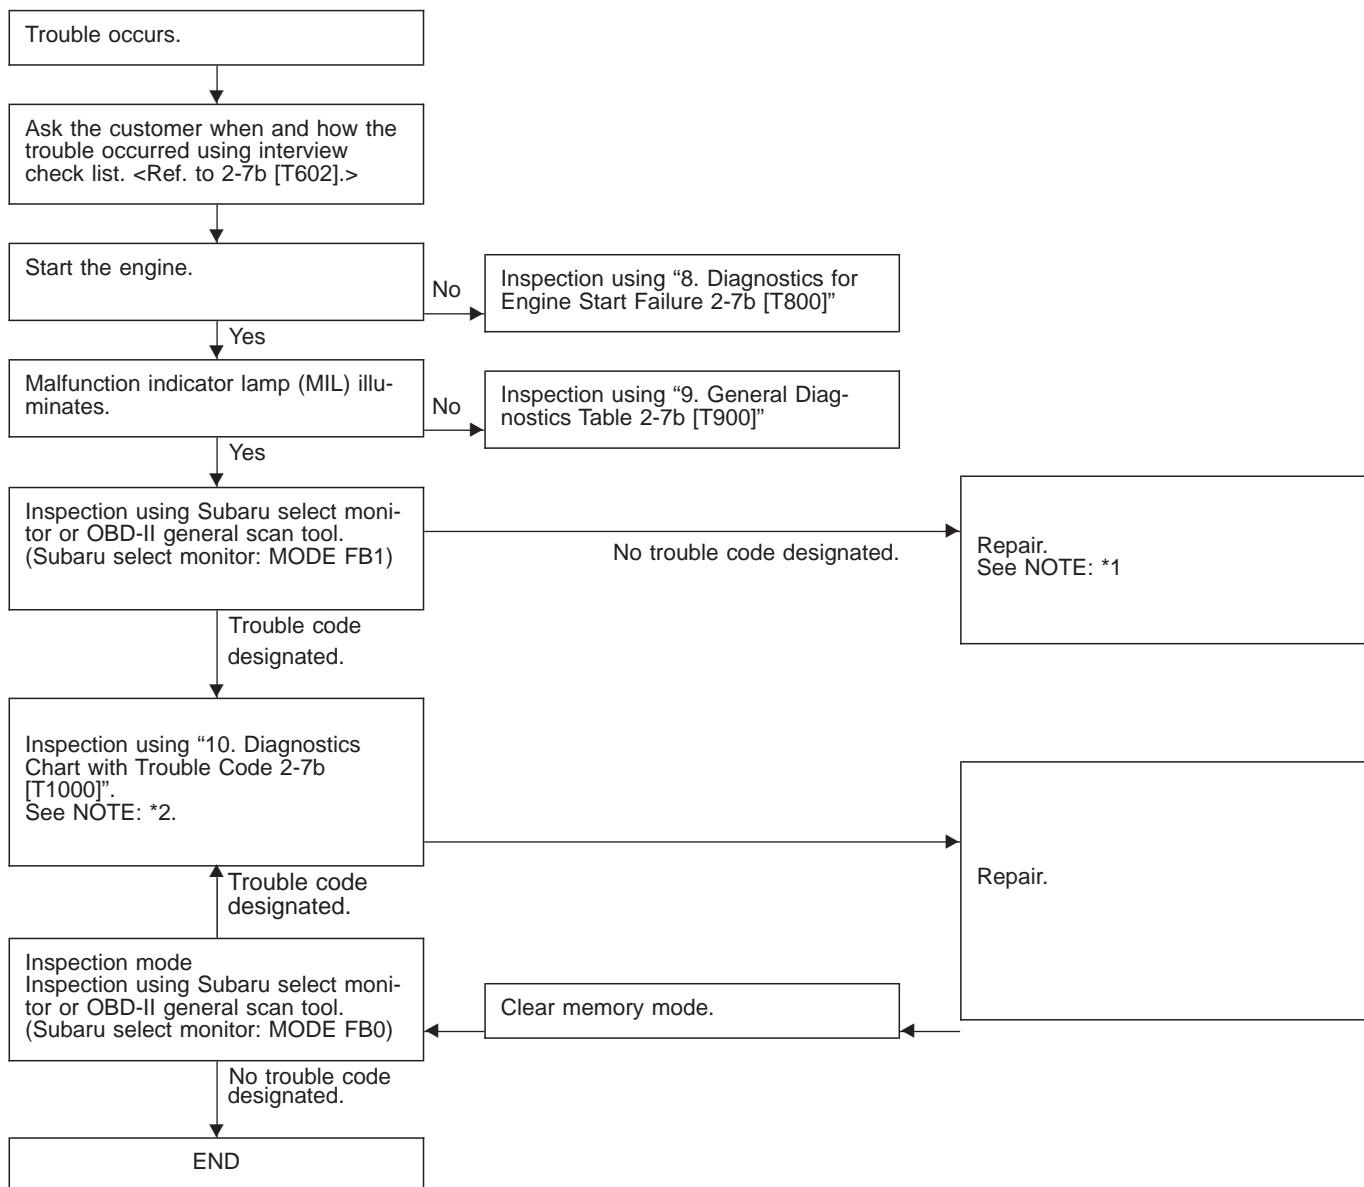 Trouble occurs.
Ask the customer when and how the
trouble occurred using interview
check list. <Ref. to 2-7b [T602].>
Start the engine.
No
Inspection using “8. Diagnostics for
Engine Start Failure 2-7b [T800]”
Yes
Malfunction indicator lamp (MIL) illu-
minates.
No
Inspection using “9. General Diag-
nostics Table 2-7b [T900]”
Yes
Inspection using Subaru select moni-
tor or OBD-II general scan tool.
(Subaru select monitor: MODE FB1)
No trouble code designated.
Repair.
See NOTE: *1
Trouble code
designated.
Inspection using “10. Diagnostics
Chart with Trouble Code 2-7b
[T1000]”.
See NOTE: *2.
Repair.
Trouble code
designated.
Inspection mode
Inspection using Subaru select moni-
tor or OBD-II general scan tool.
(Subaru select monitor: MODE FB0)
Clear memory mode.
No trouble code
designated.
END